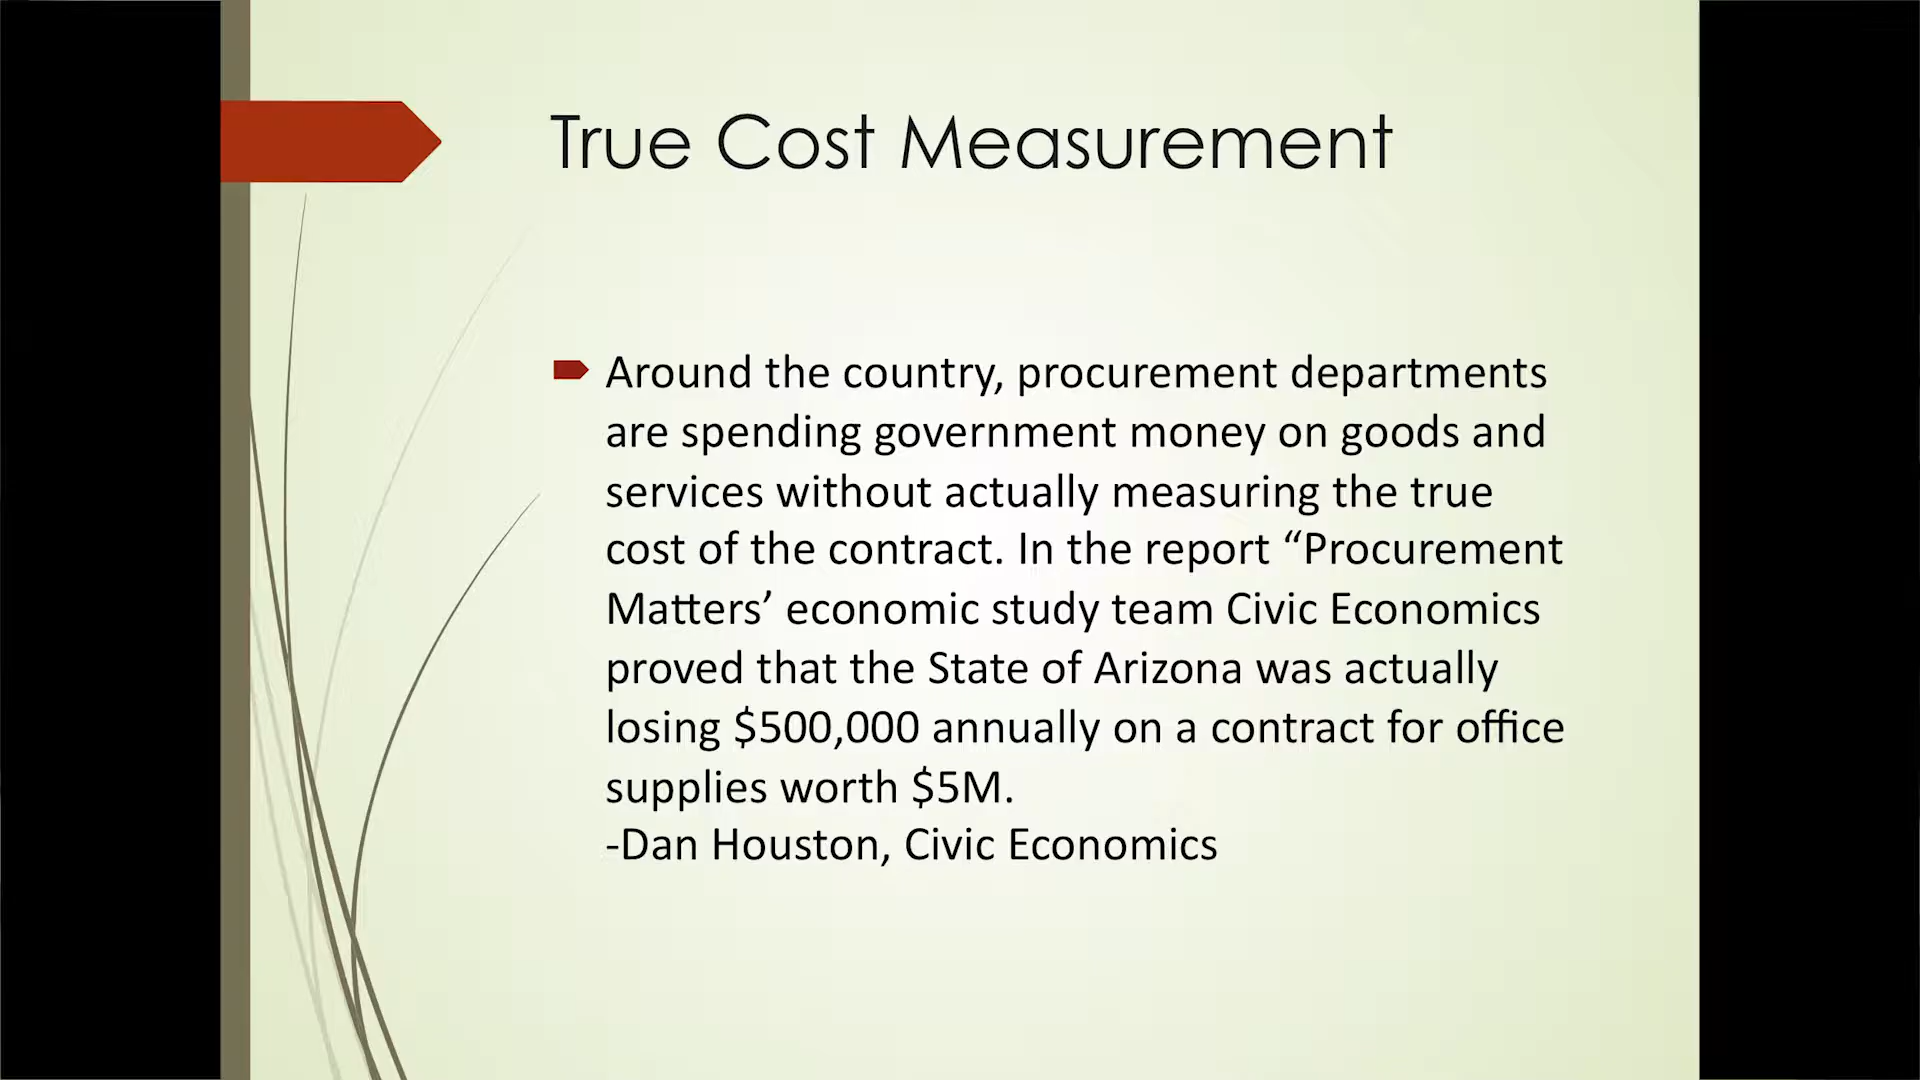 True Cost Measurement
Around the country, procurement departments
are spending government money on goods and
services without actually measuring the true
cost of the contract. In the report “Procurement
Matters’ economic study team Civic Economics
proved that the State of Arizona was actually
losing $500,000 annually on a contract for office
supplies worth $5M.
-Dan Houston, Civic Economics